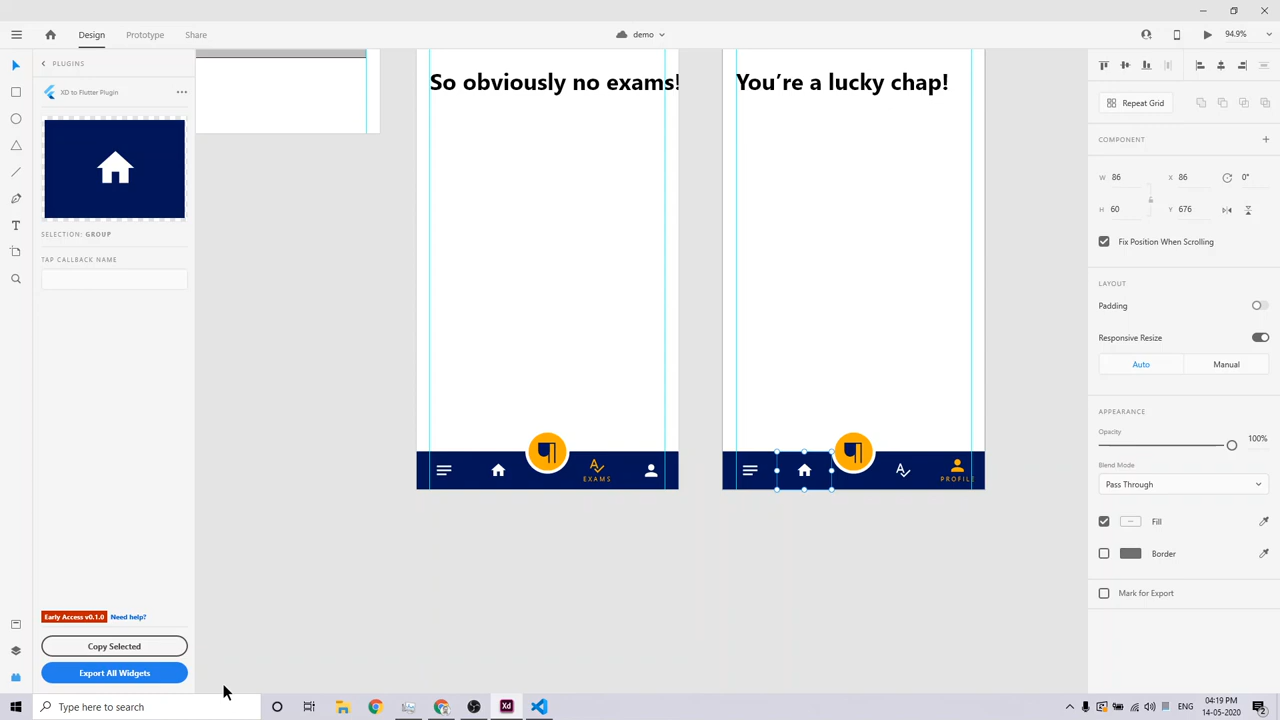 Design
Prototype
Share
demo
94.9%
PLUGINS
XD to Flutter Plugin
SELECTION: GROUP
TAP CALLBACK NAME
Early Access v0.1.0
Need help?
Copy Selected
Export All Widgets
So obviously no exams!
EXAMS
You're a lucky chap!
PROFILE
Repeat Grid
COMPONENT
W 86
X 86
0°
H 60
Y 676
Fix Position When Scrolling
LAYOUT
Padding
Responsive Resize
Auto
Manual
APPEARANCE
Opacity
100%
Blend Mode
Pass Through
Fill
Border
Mark for Export
Type here to search
Xd
ENG
04:19 PM
14-05-2020
2